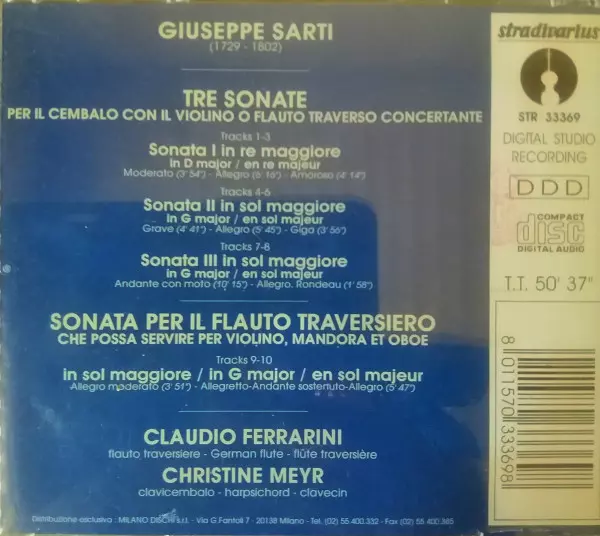 GIUSEPPE SARTI
(1729 - 1802)
TRE SONATE
PER IL CEMBALO CON IL VIOLINO O FLAUTO TRAVERSO CONCERTANTE
Tracks 1-3
Sonata I in re maggiore
in D major / en re majeur
Moderato (3' 54") - Allegro (5' 16") - Amoroso (4' 14")
Tracks 4-6
Sonata II in sol maggiore
in G major / en sol majeur
Grave (4' 41") - Allegro (5' 45") - Giga (3' 56")
Tracks 7-8
Sonata III in sol maggiore
in G major / en sol majeur
Andante con moto (10' 15") - Allegro. Rondeau (1' 58")
SONATA PER IL FLAUTO TRAVERSIERO
CHE POSSA SERVIRE PER VIOLINO, MANDORA ET OBOE
Tracks 9-10
in sol maggiore / in G major / en sol majeur
Allegro moderato (3' 51") - Allegretto-Andante sostertuto-Allegro (5' 47")
CLAUDIO FERRARINI
flauto traversiere - German flute - flûte traversière
CHRISTINE MEYR
clavicembalo - harpsichord - clavecin
Distribuzione esclusiva : MILANO DISCHI s.r.l. - Via G.Fantoli 7 - 20138 Milano - Tel. (02) 55 400.332 - Fax (02) 55 400.365
stradivarius
STR 33369
DIGITAL STUDIO
RECORDING
DDD
COMPACT
disc
DIGITAL AUDIO
T.T. 50' 37"
8 011570 333698